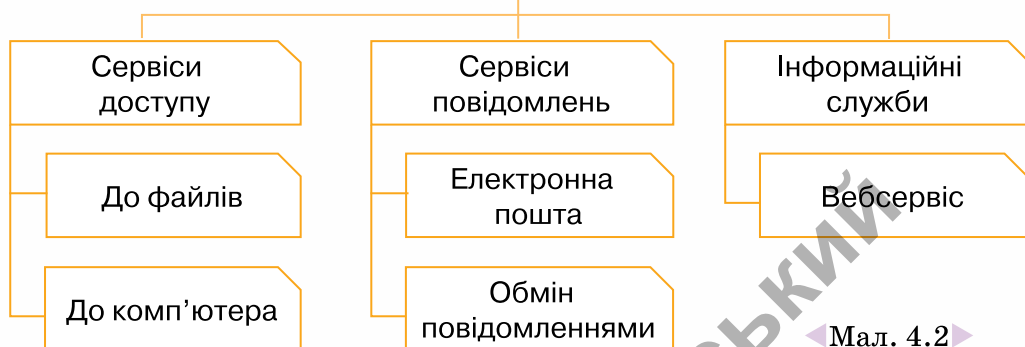 Сервіси
доступу
До файлів
До комп’ютера
Сервіси
повідомлень
Електронна
пошта
Обмін
повідомленнями
Інформаційні
служби
Вебсервіс
Мал. 4.2